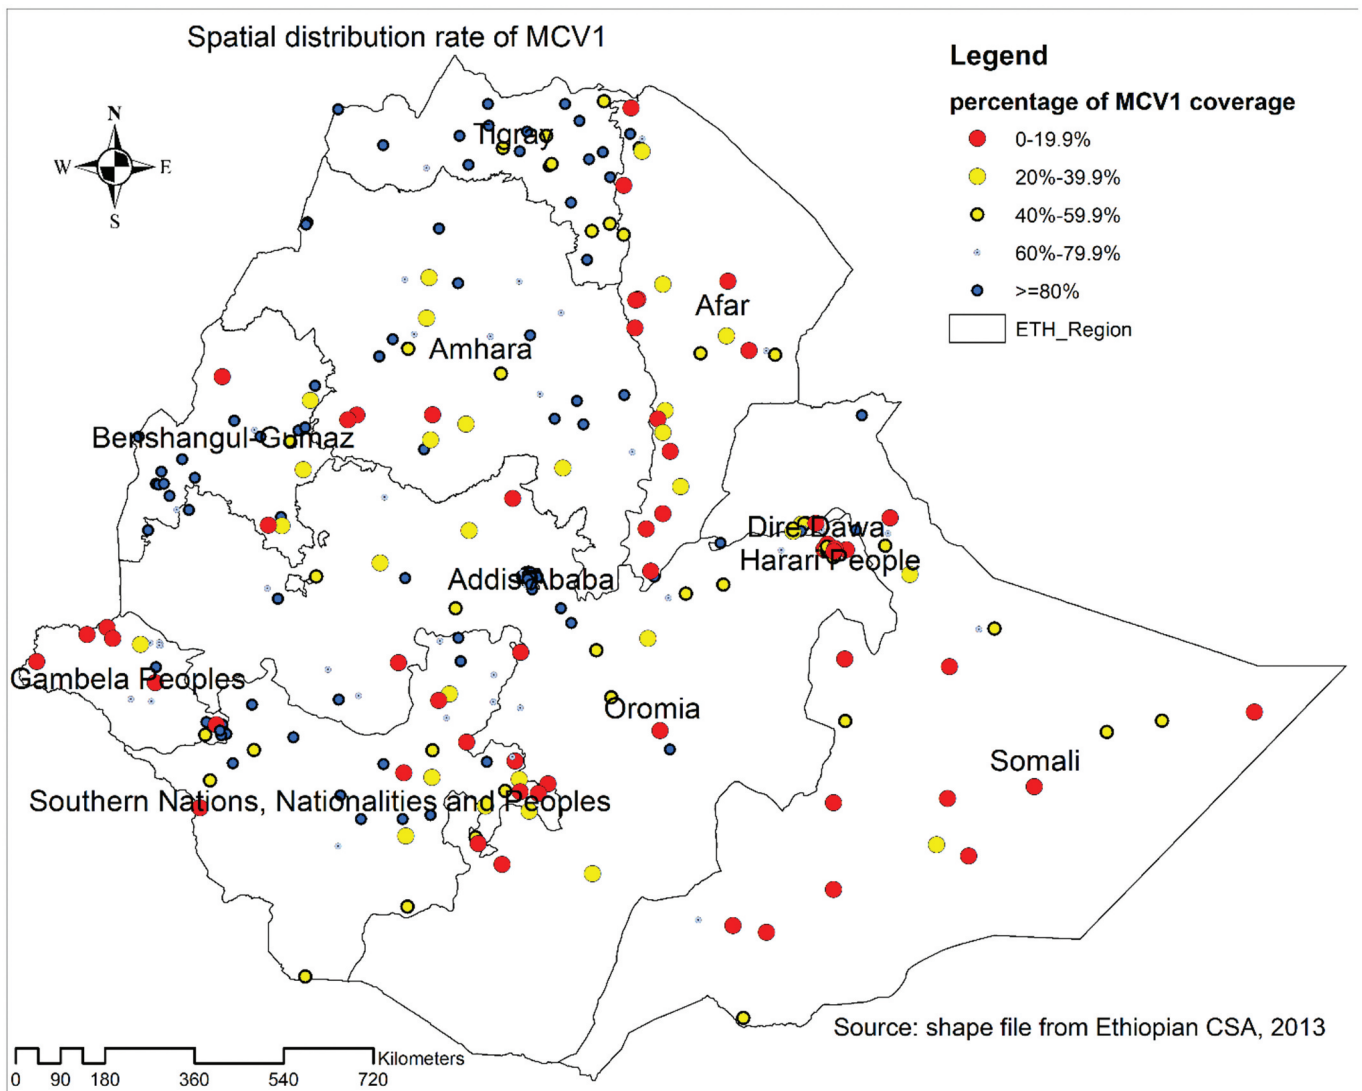 Spatial distribution rate of MCV1
Legend
percentage of MCV1 coverage
0-19.9%
20%-39.9%
40%-59.9%
60%-79.9%
>=80%
ETH_Region
N
W
E
S
Tigray
Afar
Amhara
Benshangul-Gumaz
Dire Dawa
Harari People
Addis Ababa
Gambela Peoples
Oromia
Somali
Southern Nations, Nationalities and Peoples
Source: shape file from Ethiopian CSA, 2013
Kilometers
0 90 180 360 540 720